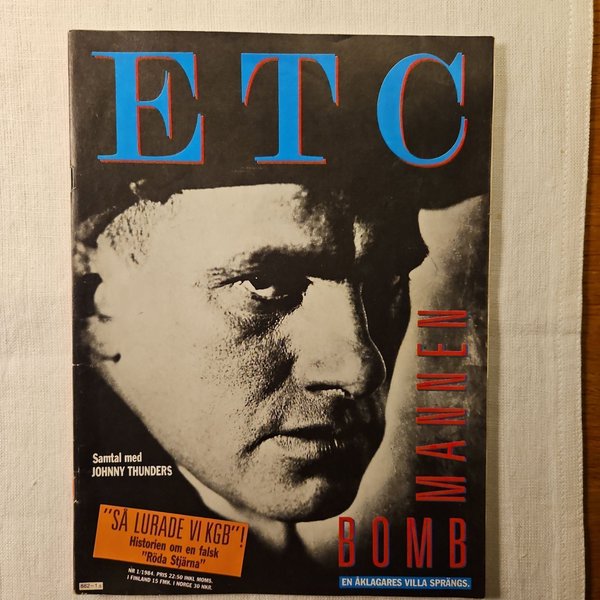 ETC
Samtal med
JOHNNY THUNDERS
BOMB
MANNEN
EN ÅKLAGARES VILLA SPRÄNGS.
"SÅ LURADE VI KGB"!
Historien om en falsk
"Röda Stjärna"
NR 1/1984. PRIS 22:50 INKL MOMS.
I FINLAND 15 FMK. I NORGE 30 NKR.